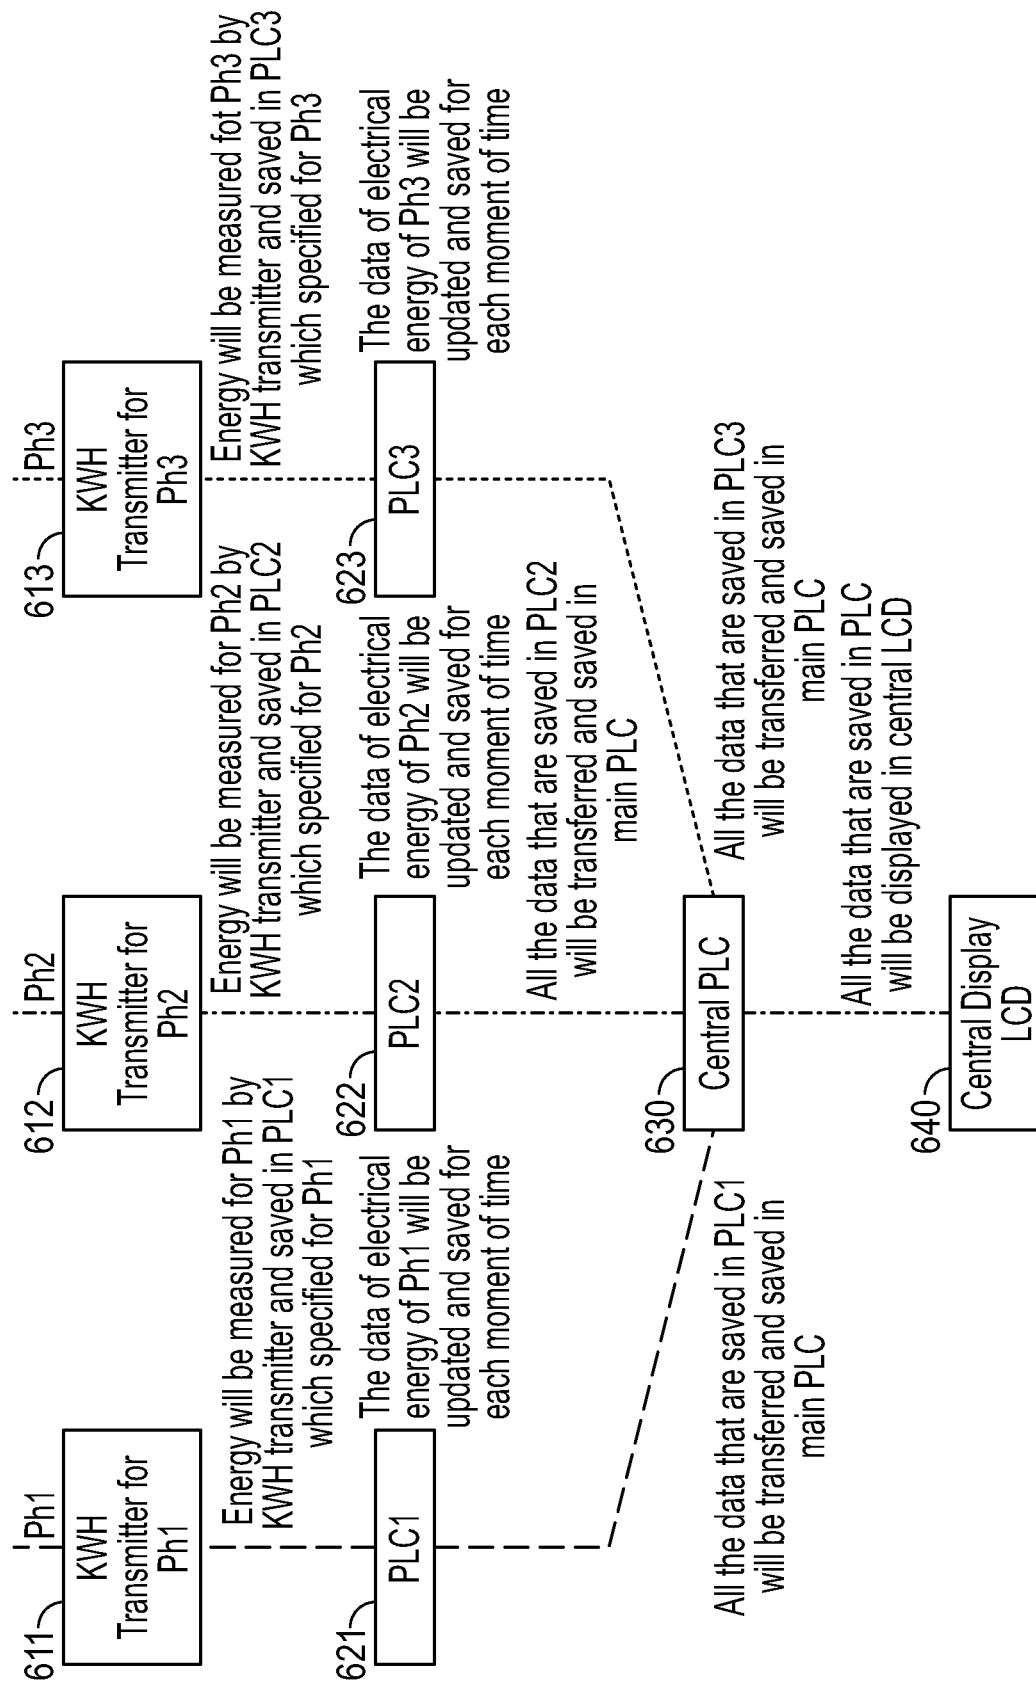 Ph1
611
KWH
Transmitter for
Ph1
Energy will be measured for Ph1 by
KWH transmitter and saved in PLC1
which specified for Ph1
621
PLC1
The data of electrical
energy of Ph1 will be
updated and saved for
each moment of time
All the data that are saved in PLC1
will be transferred and saved in
main PLC
Ph2
612
KWH
Transmitter for
Ph2
Energy will be measured for Ph2 by
KWH transmitter and saved in PLC2
which specified for Ph2
622
PLC2
The data of electrical
energy of Ph2 will be
updated and saved for
each moment of time
All the data that are saved in PLC2
will be transferred and saved in
main PLC
Ph3
613
KWH
Transmitter for
Ph3
Energy will be measured fot Ph3 by
KWH transmitter and saved in PLC3
which specified for Ph3
623
PLC3
The data of electrical
energy of Ph3 will be
updated and saved for
each moment of time
All the data that are saved in PLC3
will be transferred and saved in
main PLC
630
Central PLC
All the data that are saved in PLC
will be displayed in central LCD
640
Central Display
LCD